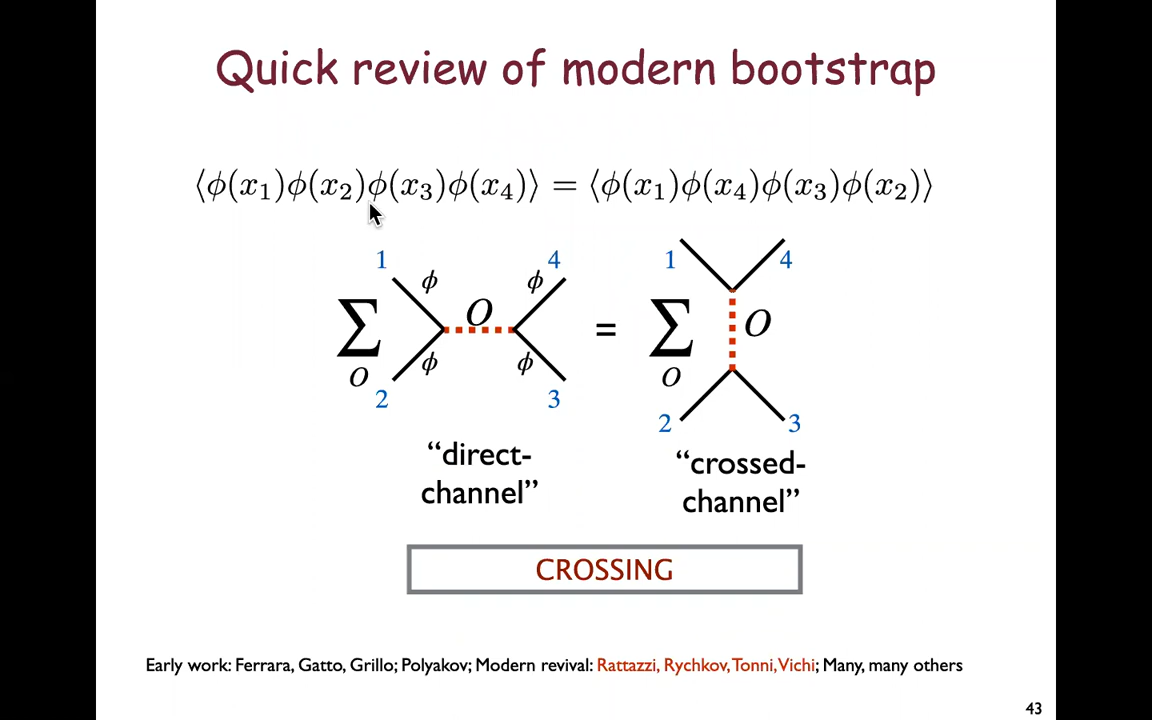 Quick review of modern bootstrap
⟨ϕ(x₁)ϕ(x₂)ϕ(x₃)ϕ(x₄)⟩ = ⟨ϕ(x₁)ϕ(x₄)ϕ(x₃)ϕ(x₂)⟩
1 ϕ ϕ 4 1 4
∑ O = ∑ O
O ϕ ϕ O
2 3 2 3
“direct- “crossed-
channel” channel”
CROSSING
Early work: Ferrara, Gatto, Grillo; Polyakov; Modern revival: Rattazzi, Rychkov, Tonni, Vichi; Many, many others
43